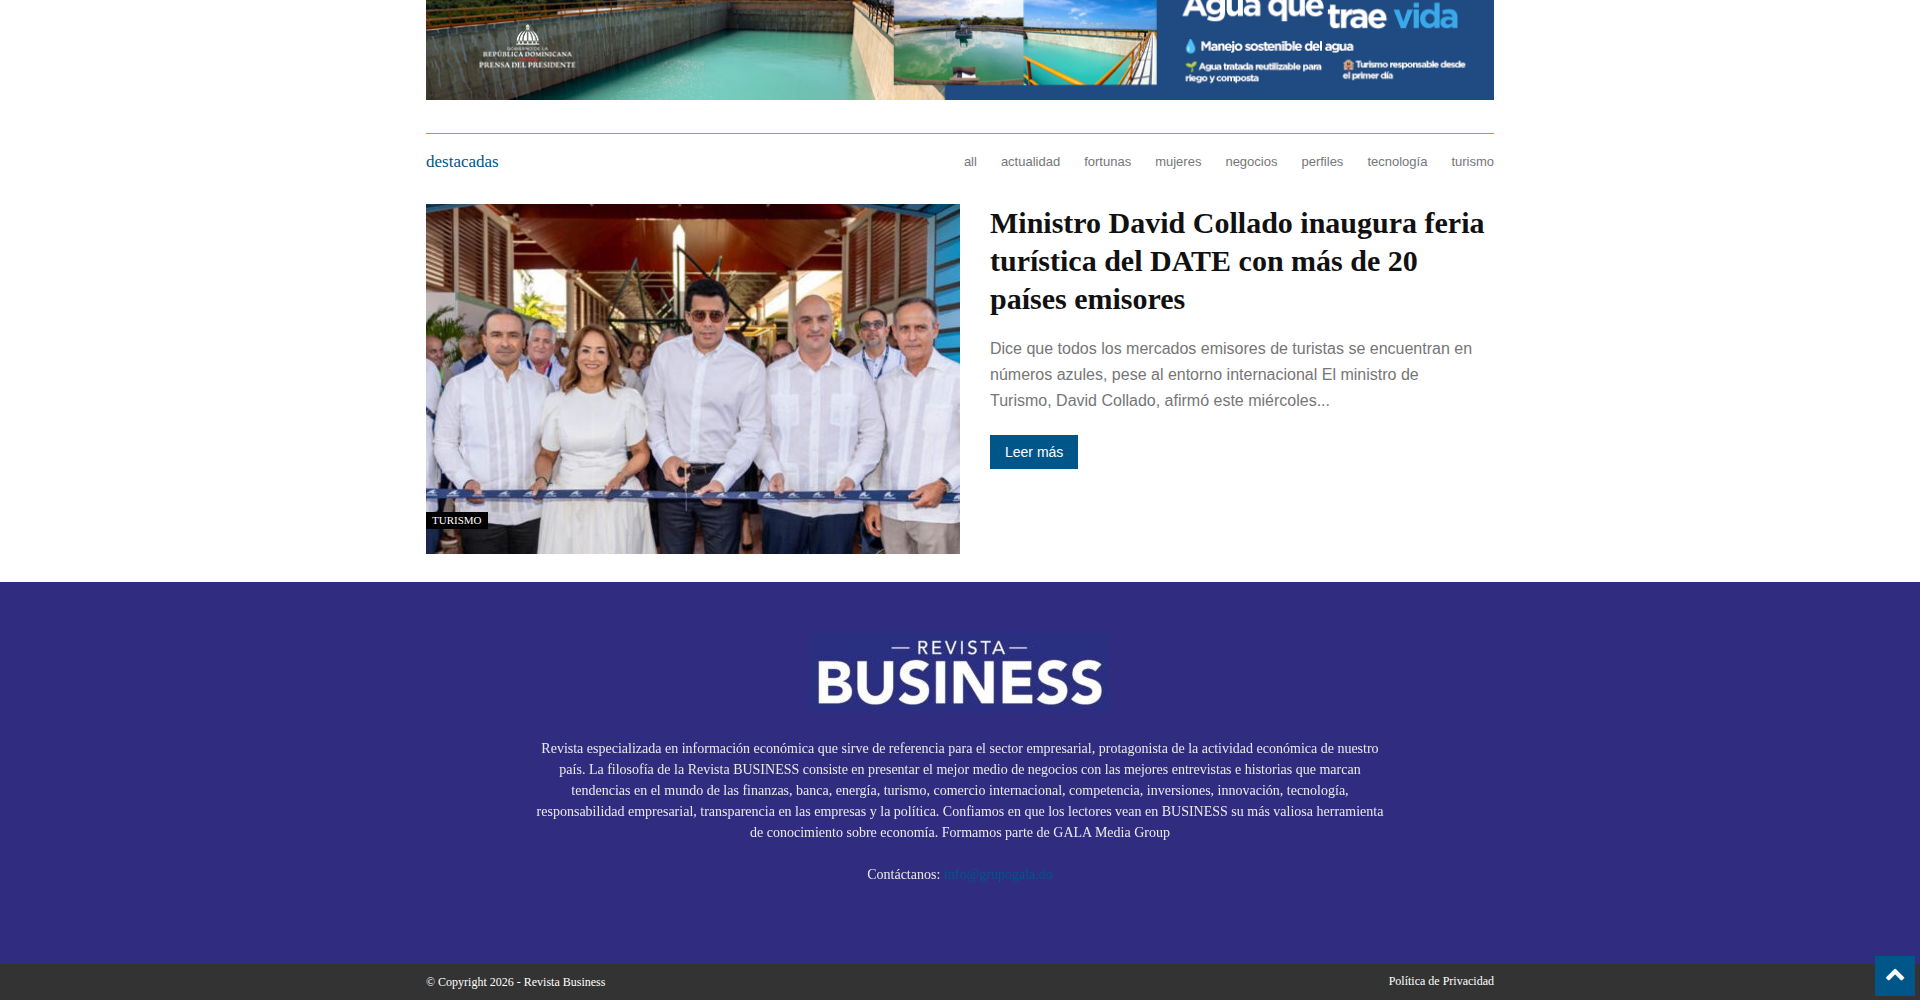 Agua que
trae vida
GOBIERNO DE LA
REPÚBLICA DOMINICANA
PRENSA DEL PRESIDENTE
Manejo sostenible del agua
Agua tratada reutilizable para
riego y composta
Turismo responsable desde
el primer día
destacadas
all actualidad fortunas mujeres negocios perfiles tecnología turismo
Ministro David Collado inaugura feria
turística del DATE con más de 20
países emisores
Dice que todos los mercados emisores de turistas se encuentran en
números azules, pese al entorno internacional El ministro de
Turismo, David Collado, afirmó este miércoles...
Leer más
TURISMO
REVISTA
BUSINESS
Revista especializada en información económica que sirve de referencia para el sector empresarial, protagonista de la actividad económica de nuestro
país. La filosofía de la Revista BUSINESS consiste en presentar el mejor medio de negocios con las mejores entrevistas e historias que marcan
tendencias en el mundo de las finanzas, banca, energía, turismo, comercio internacional, competencia, inversiones, innovación, tecnología,
responsabilidad empresarial, transparencia en las empresas y la política. Confiamos en que los lectores vean en BUSINESS su más valiosa herramienta
de conocimiento sobre economía. Formamos parte de GALA Media Group
Contáctanos: info@grupogala.do
© Copyright 2026 - Revista Business
Política de Privacidad